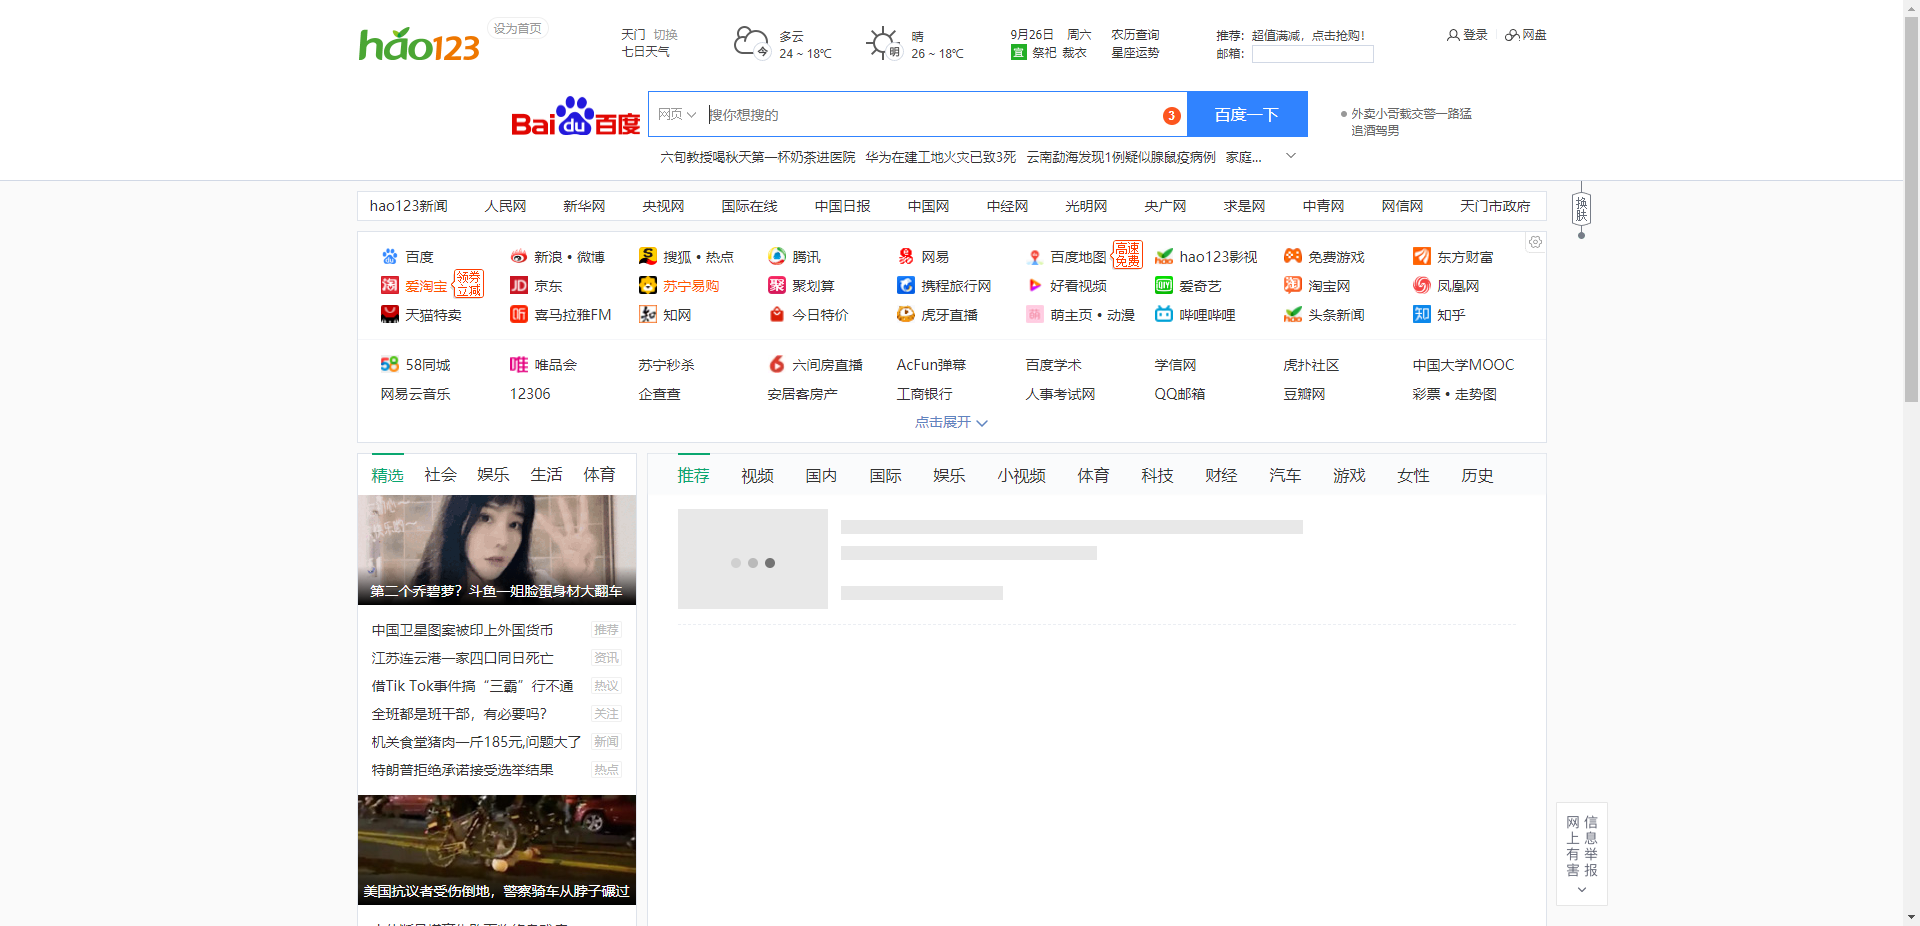 hao123
设为首页
天门 切换
七日天气
今
多云
24 ~ 18℃
明
晴
26 ~ 18℃
9月26日 周六
宜 祭祀 裁衣
农历查询
星座运势
推荐: 超值满减，点击抢购!
邮箱:
登录
网盘
Bai du 百度
网页
搜你想搜的
3
百度一下
外卖小哥载交警一路猛
追酒驾男
六旬教授喝秋天第一杯奶茶进医院 华为在建工地火灾已致3死 云南勐海发现1例疑似腺鼠疫病例 家庭...
换肤
hao123新闻 人民网 新华网 央视网 国际在线 中国日报 中国网 中经网 光明网 央广网 求是网 中青网 网信网 天门市政府
百度 新浪 • 微博 搜狐 • 热点 腾讯 网易 百度地图 高速免费 hao123影视 免费游戏 东方财富
爱淘宝 领券立减 京东 苏宁易购 聚划算 携程旅行网 好看视频 爱奇艺 淘宝网 凤凰网
天猫特卖 喜马拉雅FM 知网 今日特价 虎牙直播 萌主页 • 动漫 哔哩哔哩 头条新闻 知乎
58同城 唯品会 苏宁秒杀 六间房直播 AcFun弹幕 百度学术 学信网 虎扑社区 中国大学MOOC
网易云音乐 12306 企查查 安居客房产 工商银行 人事考试网 QQ邮箱 豆瓣网 彩票 • 走势图
点击展开
精选 社会 娱乐 生活 体育
第二个乔碧萝？斗鱼一姐脸蛋身材大翻车
中国卫星图案被印上外国货币 推荐
江苏连云港一家四口同日死亡 资讯
借Tik Tok事件搞“三霸”行不通 热议
全班都是班干部，有必要吗? 关注
机关食堂猪肉一斤185元,问题大了 新闻
特朗普拒绝承诺接受选举结果 热点
美国抗议者受伤倒地，警察骑车从脖子碾过
推荐 视频 国内 国际 娱乐 小视频 体育 科技 财经 汽车 游戏 女性 历史
网上有害
信息举报